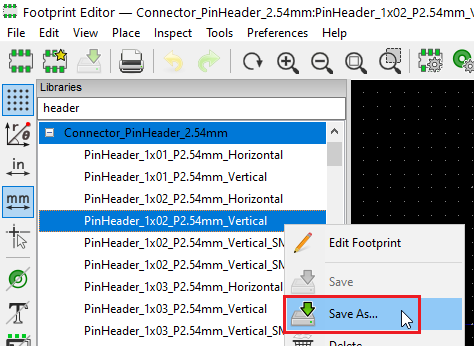 Footprint Editor — Connector_PinHeader_2.54mm:PinHeader_1x02_P2.54mm_V
File Edit View Place Inspect Tools Preferences Help
Libraries
header
Connector_PinHeader_2.54mm
PinHeader_1x01_P2.54mm_Horizontal
PinHeader_1x01_P2.54mm_Vertical
in
PinHeader_1x02_P2.54mm_Horizontal
mm
PinHeader_1x02_P2.54mm_Vertical
PinHeader_1x02_P2.54mm_Vertical_SM
Edit Footprint
PinHeader_1x02_P2.54mm_Vertical_SM
PinHeader_1x03_P2.54mm_Horizontal
Save
PinHeader_1x03_P2.54mm_Vertical
Save As...
PinHeader_1x03_P2.54mm_Vertical_SM
Delete